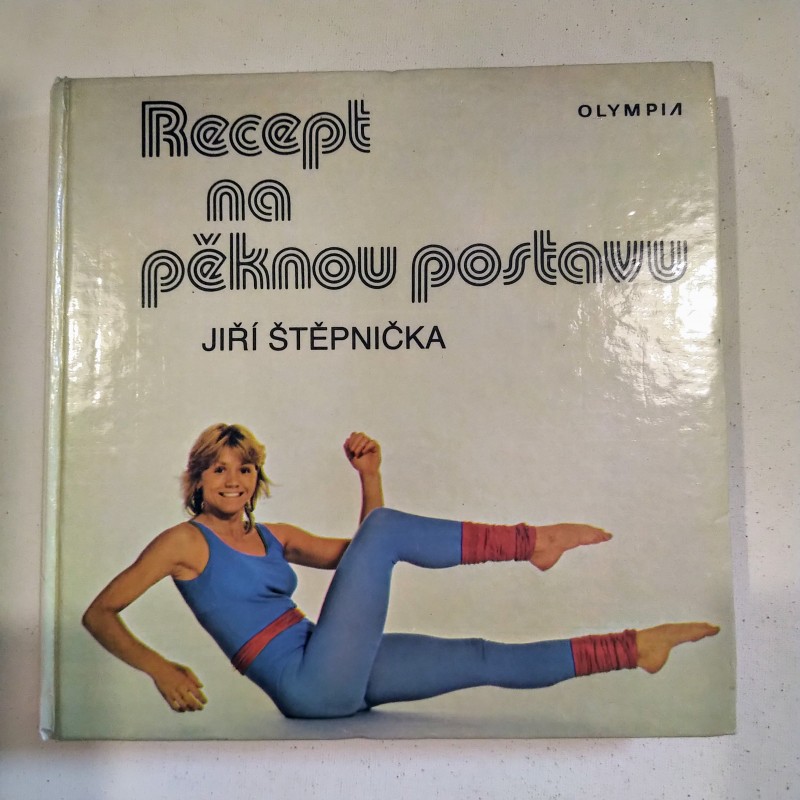 Recept
OLYMPIA
na
pěknou postavu
JIŘÍ ŠTĚPNIČKA